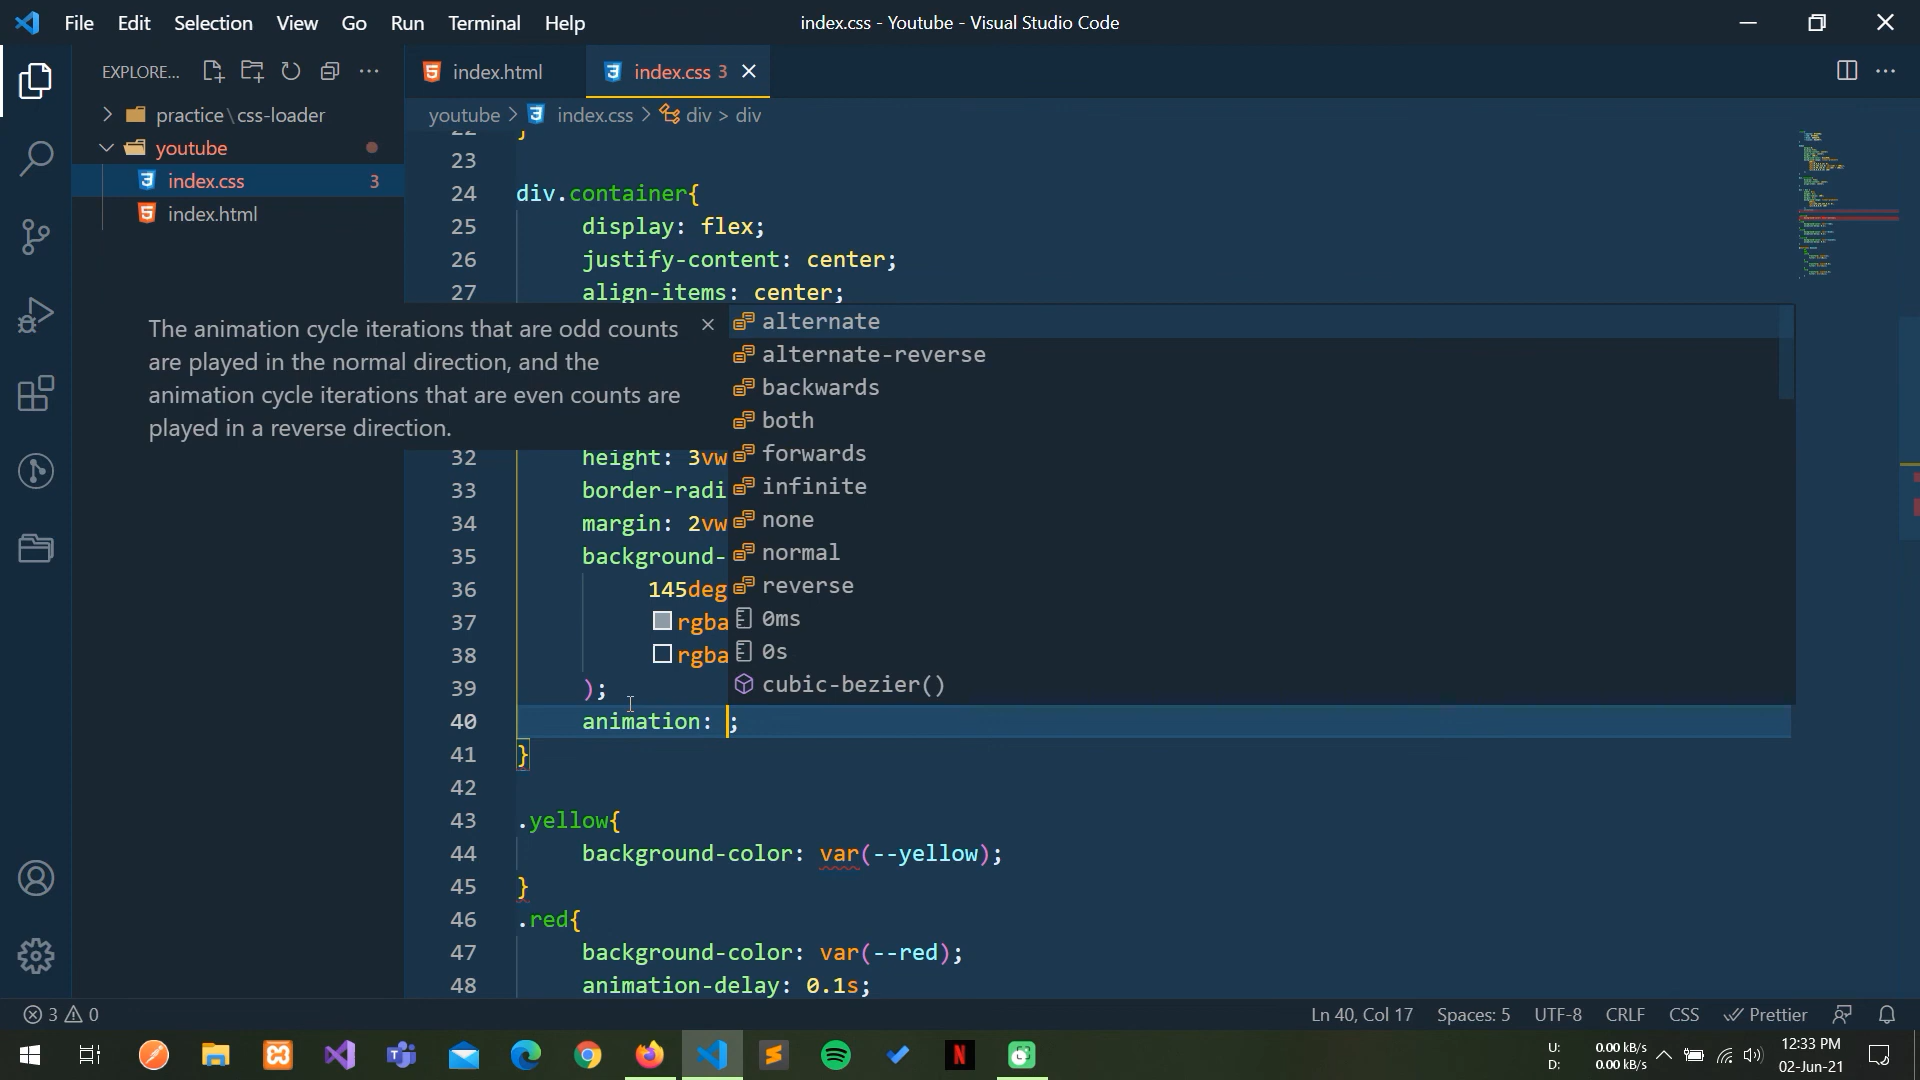 File Edit Selection View Go Run Terminal Help
index.css - Youtube - Visual Studio Code
EXPLORE...
index.html
index.css 3
practice\css-loader
youtube
index.css 3
index.html
youtube > index.css > div > div
22 }
23
24 div.container{
25 display: flex;
26 justify-content: center;
27 align-items: center;
The animation cycle iterations that are odd counts
are played in the normal direction, and the
animation cycle iterations that are even counts are
played in a reverse direction.
alternate
alternate-reverse
backwards
both
forwards
infinite
none
normal
reverse
0ms
0s
cubic-bezier()
32 height: 3vw
33 border-radi
34 margin: 2vw
35 background-
36 145deg
37 rgba
38 rgba
39 );
40 animation: ;
41 }
42
43 .yellow{
44 background-color: var(--yellow);
45 }
46 .red{
47 background-color: var(--red);
48 animation-delay: 0.1s;
3 0
Ln 40, Col 17 Spaces: 5 UTF-8 CRLF CSS Prettier
U: 0.00 kB/s
D: 0.00 kB/s
12:33 PM
02-Jun-21